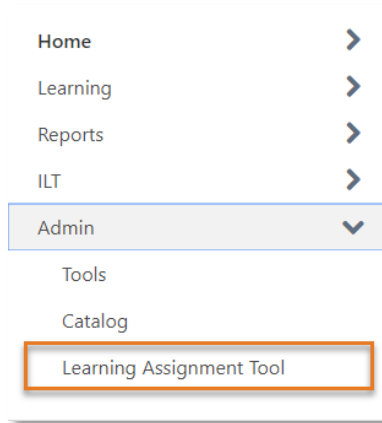 Home
Learning
Reports
ILT
Admin
Tools
Catalog
Learning Assignment Tool